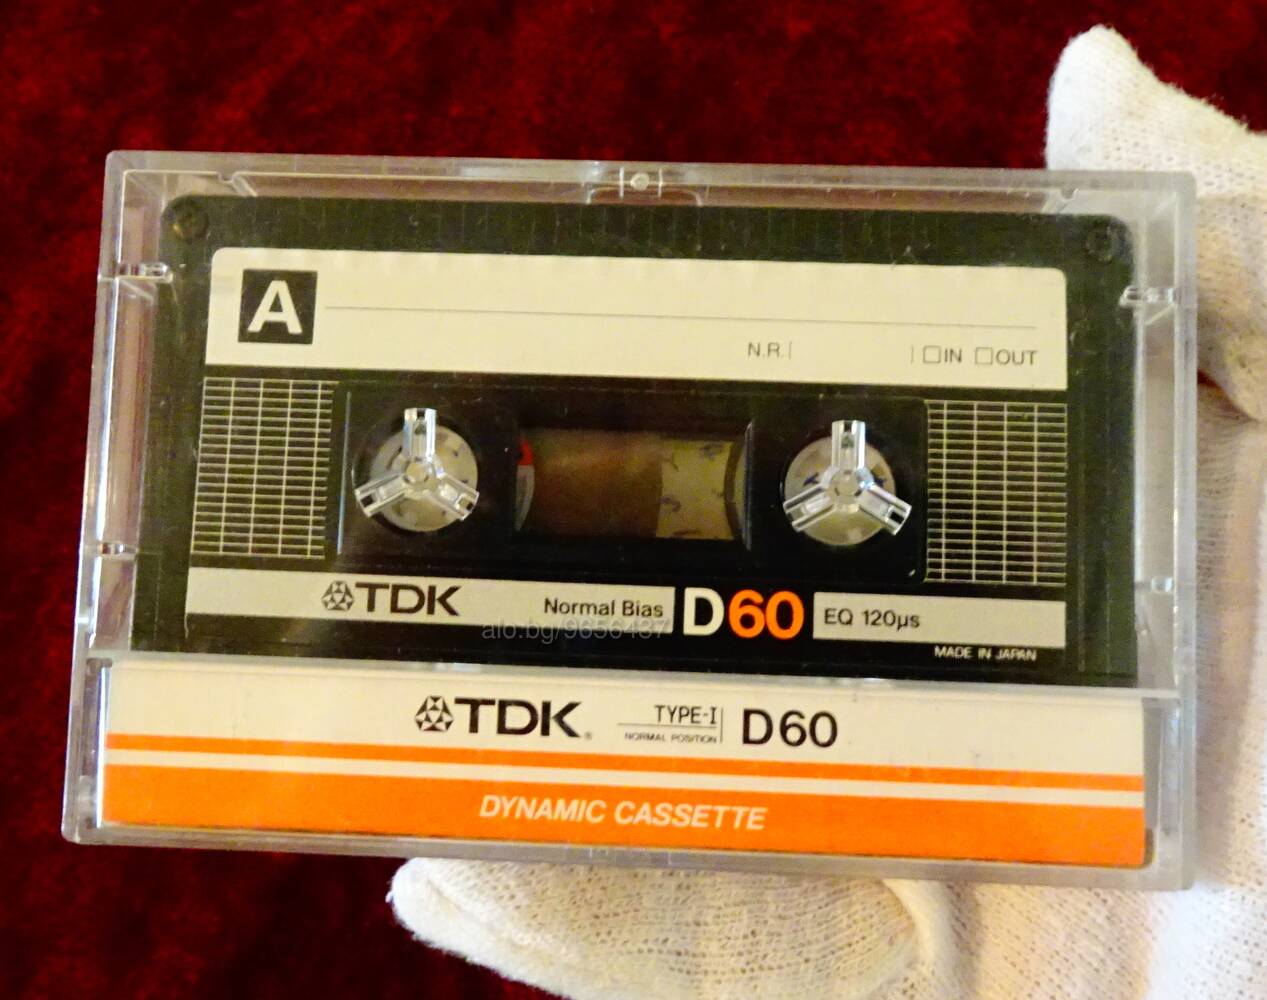 A
N.R. IN OUT
TDK Normal Bias D60 EQ 120µs
alo.bg/9656437
MADE IN JAPAN
TDK® TYPE-I D60
NORMAL POSITION
DYNAMIC CASSETTE